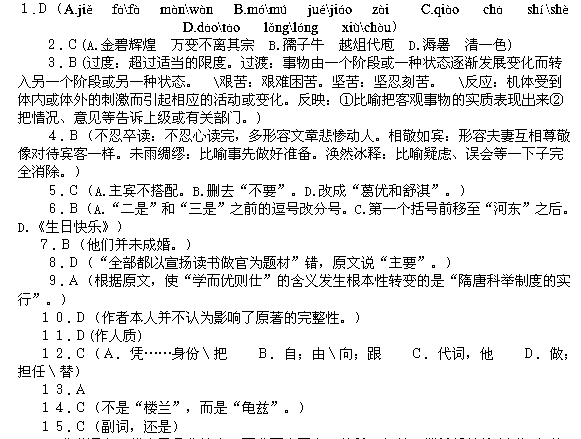 1.D(A.jiě fà\fà màn\wàn B.mó\mú jué\jiáo zài C.qiào chà shí\shè
D.dáo\tāo lǒng\lóng xiù\chòu)
2.C(A.金碧辉煌 万变不离其宗 B.孺子牛 越俎代庖 D.溽暑 清一色)
3.B(过度:超过适当的限度。过渡:事物由一个阶段或一种状态逐渐发展变化而转
入另一个阶段或另一种状态。 \艰苦:艰难困苦。坚苦:坚忍刻苦。 \反应:机体受到
体内或体外的刺激而引起相应的活动或变化。反映:①比喻把客观事物的实质表现出来②
把情况、意见等告诉上级或有关部门。)
4.B(不忍卒读:不忍心读完,多形容文章悲惨动人。相敬如宾:形容夫妻互相尊敬
像对待宾客一样。未雨绸缪:比喻事先做好准备。涣然冰释:比喻疑虑、误会等一下子完
全消除。)
5.C(A.主宾不搭配。B.删去“不要”。D.改成“葛优和舒淇”。)
6.B(A.“二是”和“三是”之前的逗号改分号。C.第一个括号前移至“河东”之后。
D.《生日快乐》)
7.B(他们并未成婚。)
8.D(“全部都以宣扬读书做官为题材”错,原文说“主要”。)
9.A(根据原文,使“学而优则仕”的含义发生根本性转变的是“隋唐科举制度的实
行”。)
10.D(作者本人并不认为影响了原著的完整性。)
11.D(作人质)
12.C(A.凭……身份\把 B.自;由\向;跟 C.代词,他 D.做;
担任\替)
13.A
14.C(不是“楼兰”,而是“龟兹”。)
15.C(副词,还是)